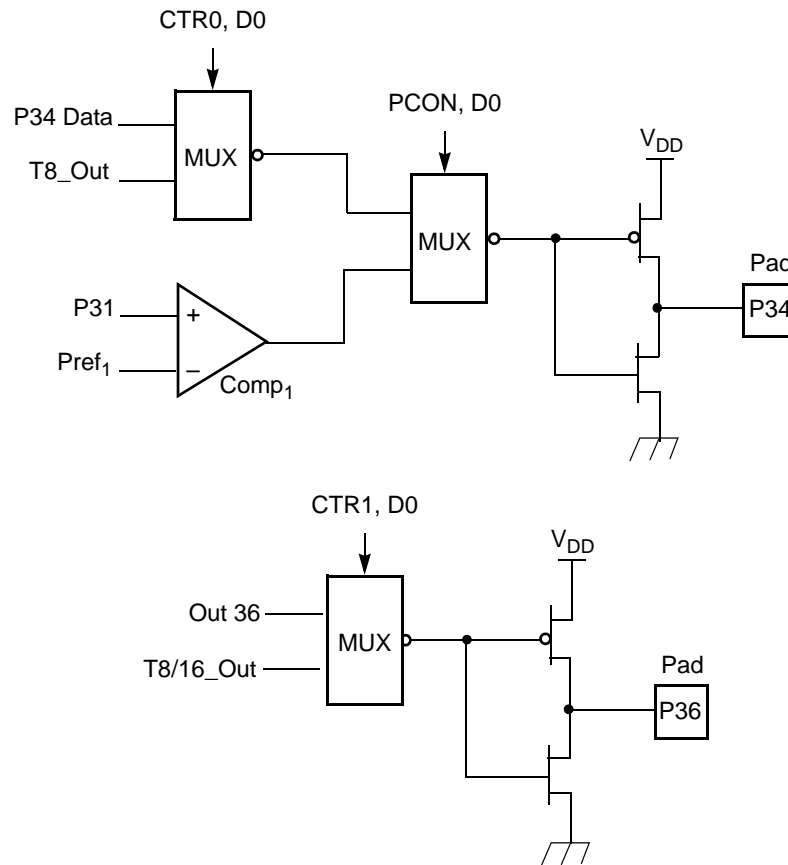 CTR0, D0
P34 Data
T8_Out
MUX
PCON, D0
MUX
VDD
Pad
P34
P31
+
Pref1
–
Comp1
CTR1, D0
Out 36
T8/16_Out
MUX
VDD
Pad
P36